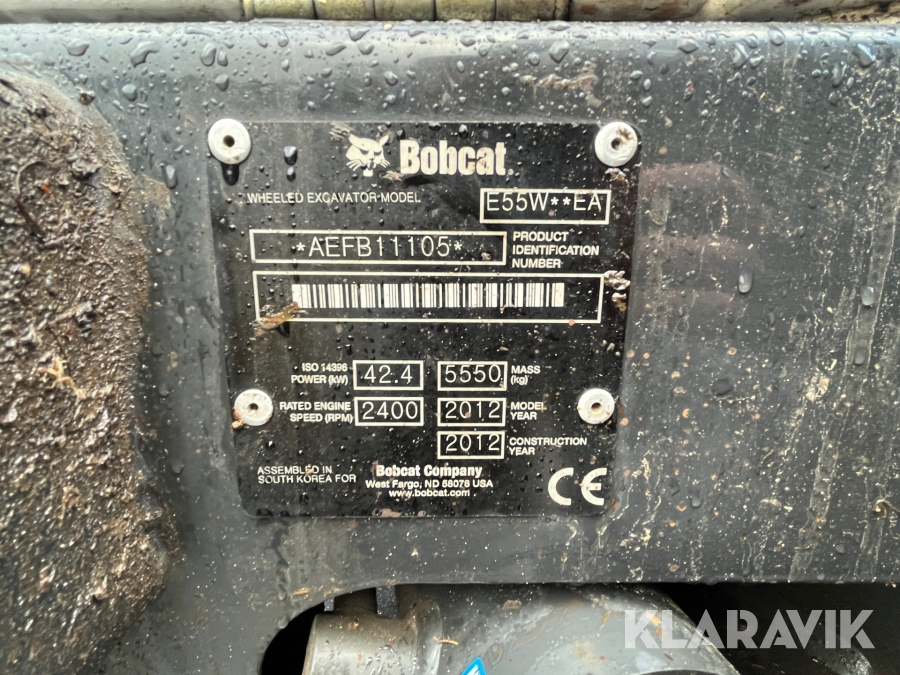 Bobcat
WHEELED EXCAVATOR-MODEL E55W**EA
*AEFB11105* PRODUCT IDENTIFICATION NUMBER
ISO 14396 POWER (kW) 42.4 5550 MASS (kg)
RATED ENGINE SPEED (RPM) 2400 2012 MODEL YEAR
2012 CONSTRUCTION YEAR
ASSEMBLED IN SOUTH KOREA FOR
Bobcat Company
West Fargo, ND 58078 USA
www.bobcat.com
CE
KLARAVIK